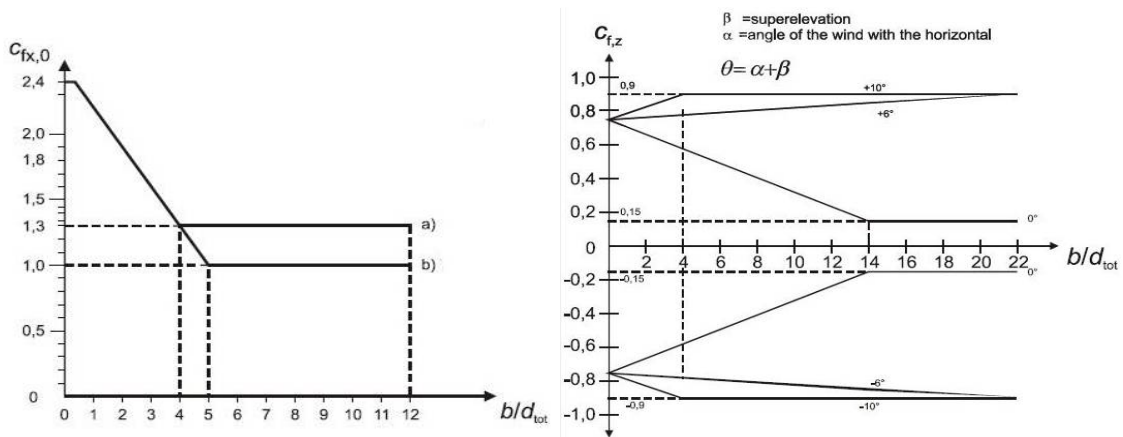 c_fx,0
2,4
2,0
1,8
1,5
1,3
1,0
0,5
0
a)
b)
0 1 2 3 4 5 6 7 8 9 10 11 12
b/d_tot
β =superelevation
α =angle of the wind with the horizontal
θ= α+β
c_f,z
1,0
0,8
0,6
0,4
0,2
0
-0,2
-0,4
-0,6
-0,8
-1,0
0,9
+10°
+6°
0,15
0°
2 4 6 8 10 12 14 16 18 20 22
b/d_tot
-0,15
0°
-6°
-0,9
-10°